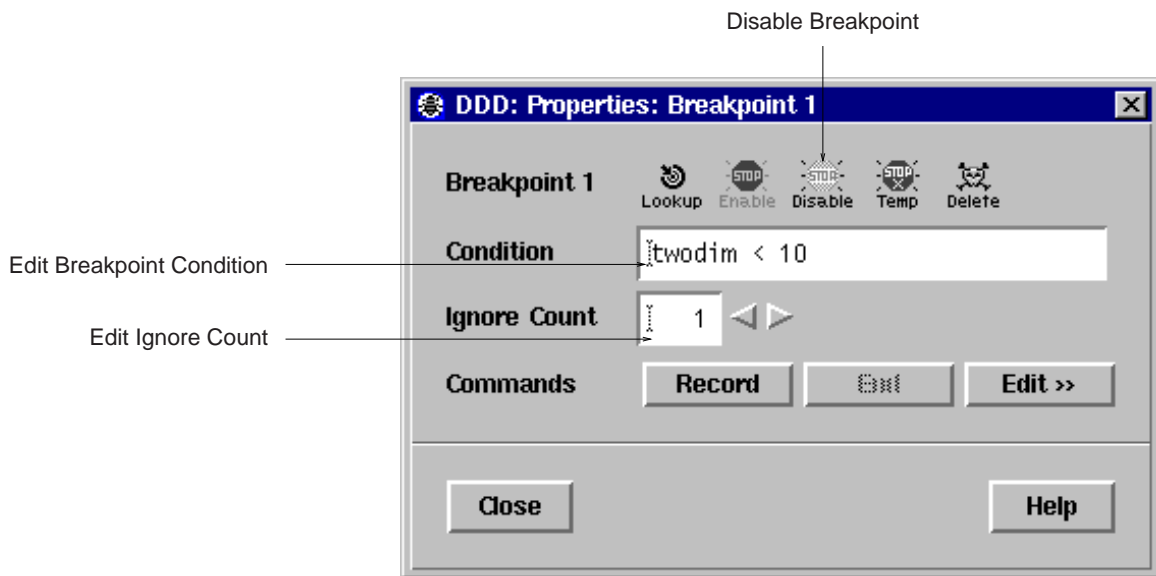 Disable Breakpoint
DDD: Properties: Breakpoint 1
Breakpoint 1
STOP STOP STOP
Lookup Enable Disable Temp Delete
Edit Breakpoint Condition
Condition twodim < 10
Ignore Count 1
Edit Ignore Count
Commands Record End Edit >>
Close Help